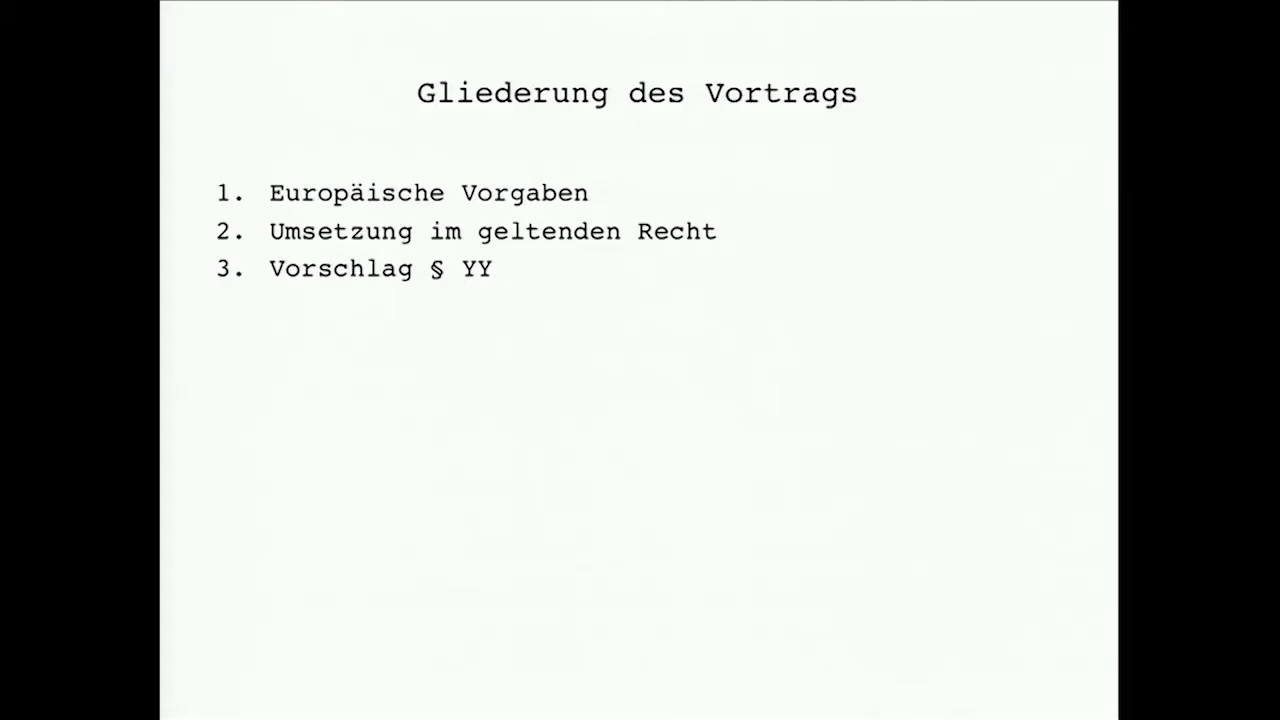 Gliederung des Vortrags
1. Europäische Vorgaben
2. Umsetzung im geltenden Recht
3. Vorschlag § YY